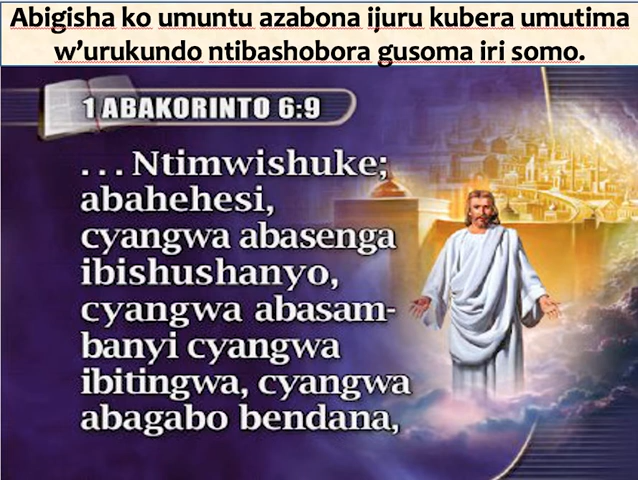 Abigisha ko umuntu azabona ijuru kubera umutima
w’urukundo ntibashobora gusoma iri somo.
1 ABAKORINTO 6:9
. . . Ntimwishuke;
abahehesi,
cyangwa abasenga
ibishushanyo,
cyangwa abasam-
banyi cyangwa
ibitingwa, cyangwa
abagabo bendana,